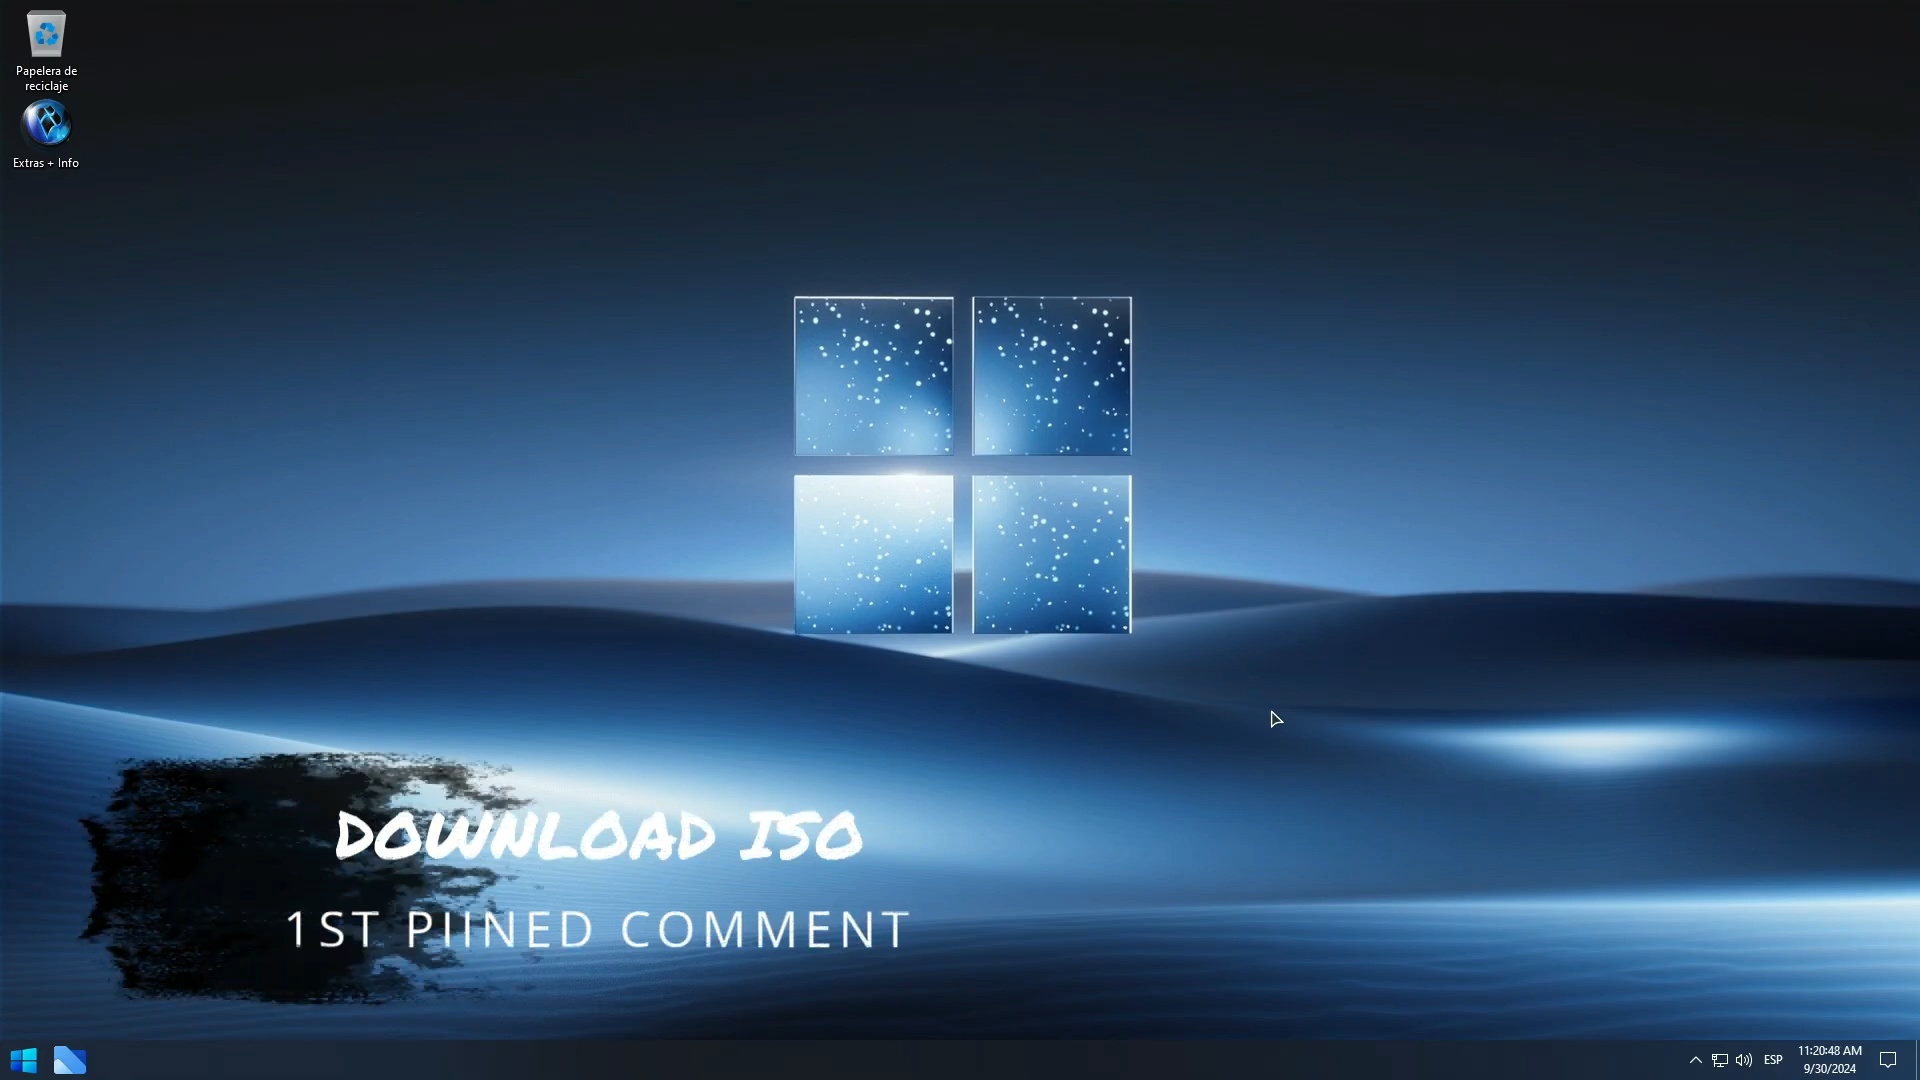 Papelera de
reciclaje
Extras + Info
DOWNLOAD ISO
1ST PIINED COMMENT
ESP
11:20:48 AM
9/30/2024